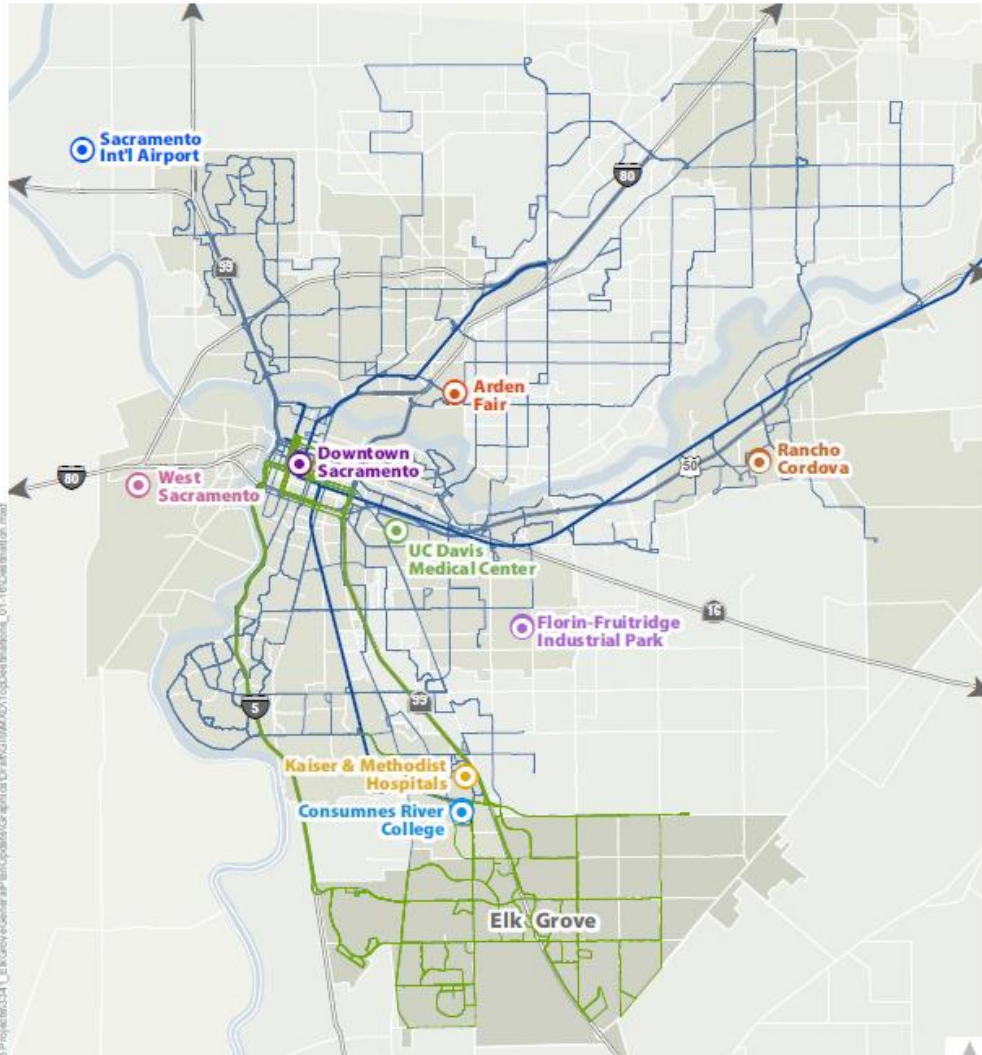 Sacramento
Int'l Airport
80
99
Arden
Fair
Downtown
Sacramento
50
Rancho
Cordova
80
West
Sacramento
UC Davis
Medical Center
16
Florin-Fruitridge
Industrial Park
99
5
Kaiser & Methodist
Hospitals
Consumnes River
College
Elk Grove